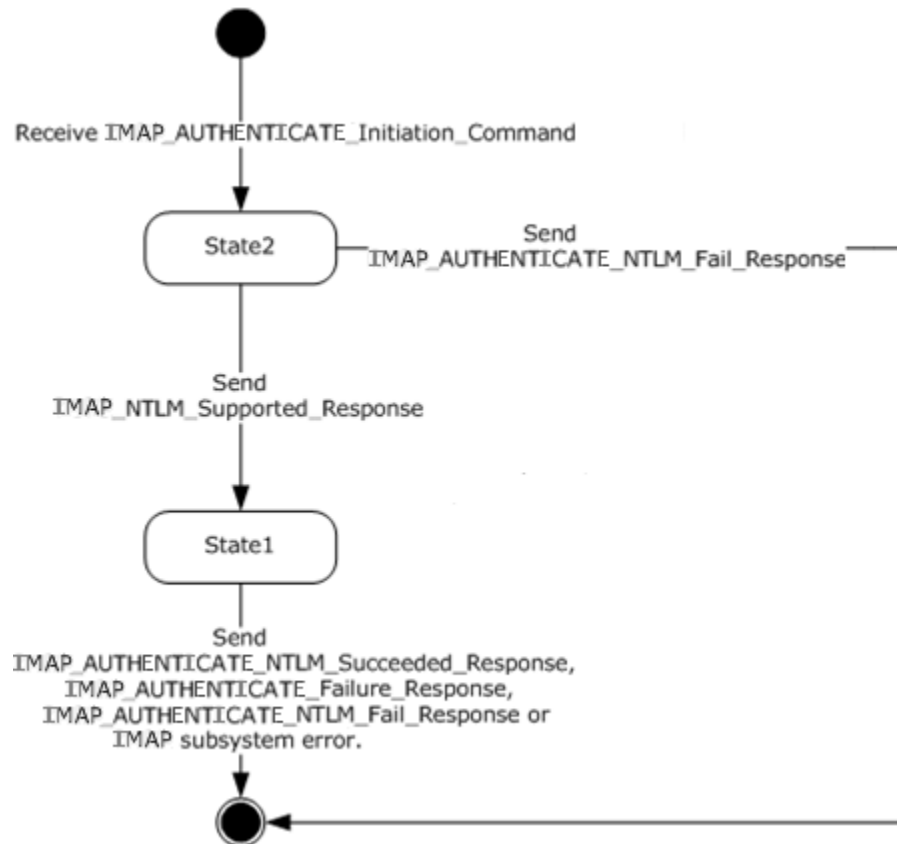 Receive IMAP_AUTHENTICATE_Initiation_Command
State2
Send
IMAP_AUTHENTICATE_NTLM_Fail_Response
Send
IMAP_NTLM_Supported_Response
State1
Send
IMAP_AUTHENTICATE_NTLM_Succeeded_Response,
IMAP_AUTHENTICATE_Failure_Response,
IMAP_AUTHENTICATE_NTLM_Fail_Response or
IMAP subsystem error.